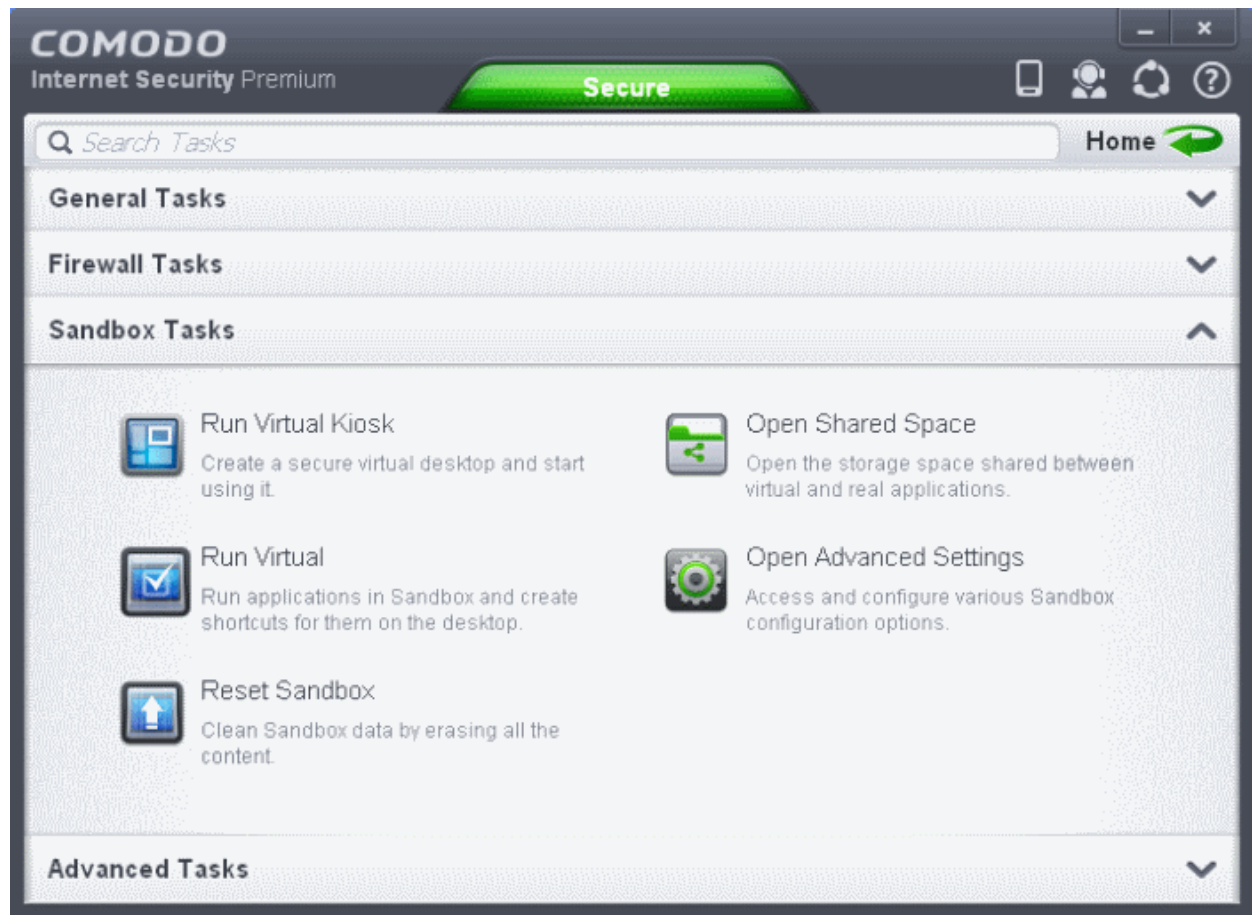 COMODO
Internet Security Premium
Secure
Search Tasks
Home
General Tasks
Firewall Tasks
Sandbox Tasks
Run Virtual Kiosk
Create a secure virtual desktop and start
using it.
Open Shared Space
Open the storage space shared between
virtual and real applications.
Run Virtual
Run applications in Sandbox and create
shortcuts for them on the desktop.
Open Advanced Settings
Access and configure various Sandbox
configuration options.
Reset Sandbox
Clean Sandbox data by erasing all the
content.
Advanced Tasks